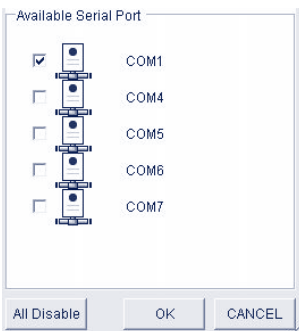 Available Serial Port
COM1
COM4
COM5
COM6
COM7
All Disable OK CANCEL